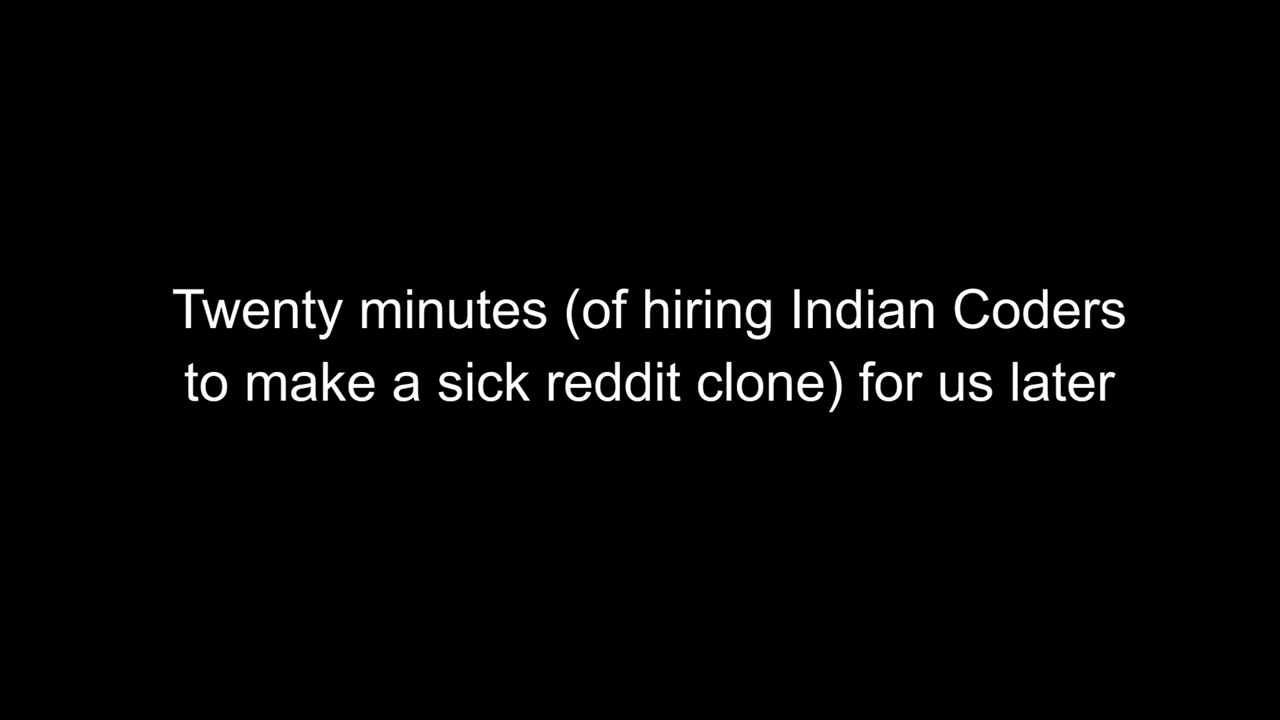 Twenty minutes (of hiring Indian Coders
to make a sick reddit clone) for us later